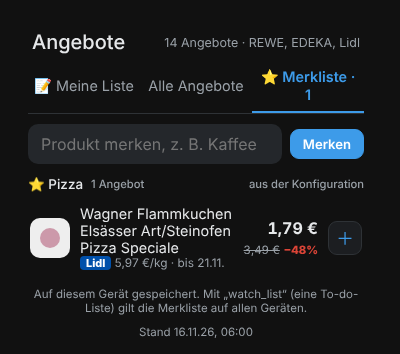 Angebote
14 Angebote · REWE, EDEKA, Lidl
📝 Meine Liste
Alle Angebote
⭐ Merkliste ·
1
Produkt merken, z. B. Kaffee
Merken
⭐ Pizza 1 Angebot
aus der Konfiguration
Wagner Flammkuchen
Elsässer Art/Steinofen
Pizza Speciale
Lidl 5,97 €/kg · bis 21.11.
1,79 €
3,49 € −48%
+
Auf diesem Gerät gespeichert. Mit „watch_list“ (eine To-do-
Liste) gilt die Merkliste auf allen Geräten.
Stand 16.11.26, 06:00